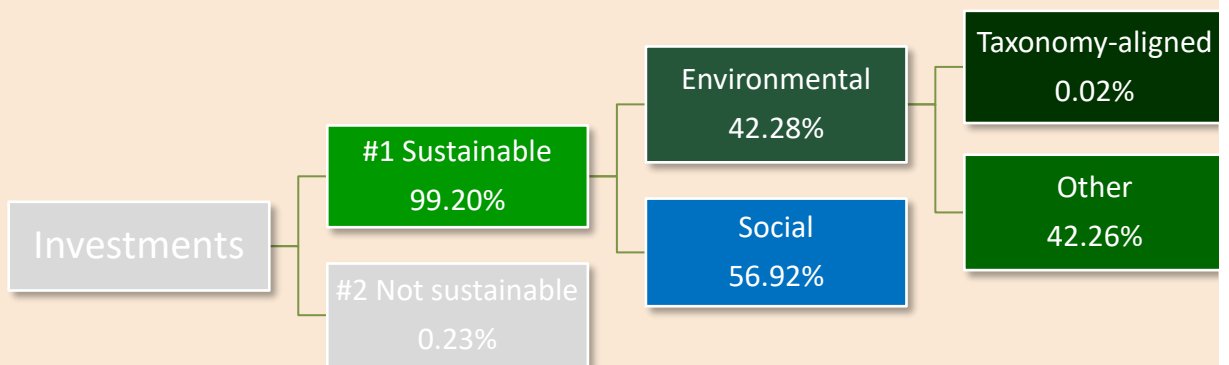 Investments
#1 Sustainable
99.20%
#2 Not sustainable
0.23%
Environmental
42.28%
Social
56.92%
Taxonomy-aligned
0.02%
Other
42.26%